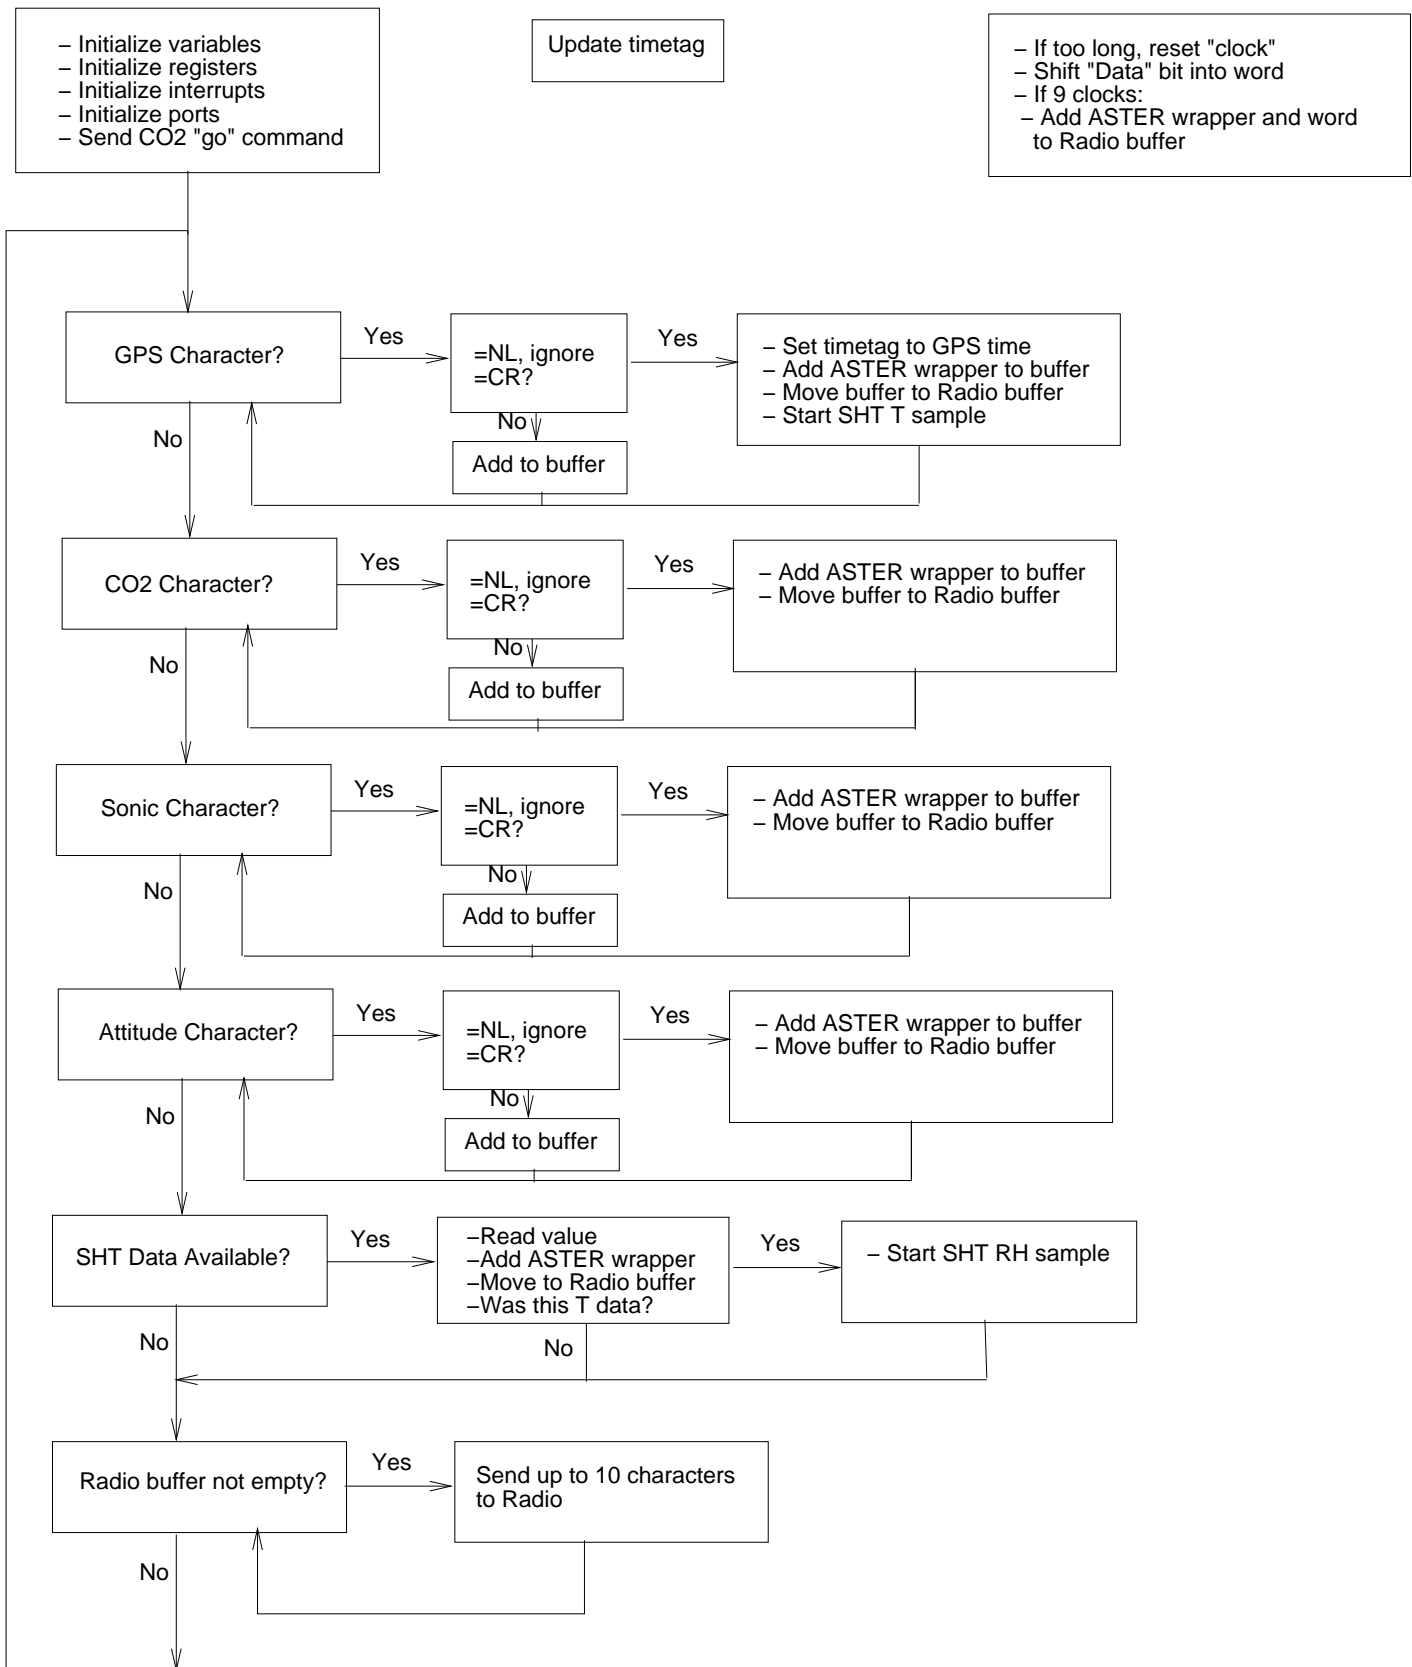 – Initialize variables
– Initialize registers
– Initialize interrupts
– Initialize ports
– Send CO2 "go" command
Update timetag
– If too long, reset "clock"
– Shift "Data" bit into word
– If 9 clocks:
– Add ASTER wrapper and word
to Radio buffer
GPS Character?
Yes
=NL, ignore
=CR?
Yes
– Set timetag to GPS time
– Add ASTER wrapper to buffer
– Move buffer to Radio buffer
– Start SHT T sample
No
No
Add to buffer
CO2 Character?
Yes
=NL, ignore
=CR?
Yes
– Add ASTER wrapper to buffer
– Move buffer to Radio buffer
No
No
Add to buffer
Sonic Character?
Yes
=NL, ignore
=CR?
Yes
– Add ASTER wrapper to buffer
– Move buffer to Radio buffer
No
No
Add to buffer
Attitude Character?
Yes
=NL, ignore
=CR?
Yes
– Add ASTER wrapper to buffer
– Move buffer to Radio buffer
No
No
Add to buffer
SHT Data Available?
Yes
–Read value
–Add ASTER wrapper
–Move to Radio buffer
–Was this T data?
Yes
– Start SHT RH sample
No
No
Radio buffer not empty?
Yes
Send up to 10 characters
to Radio
No